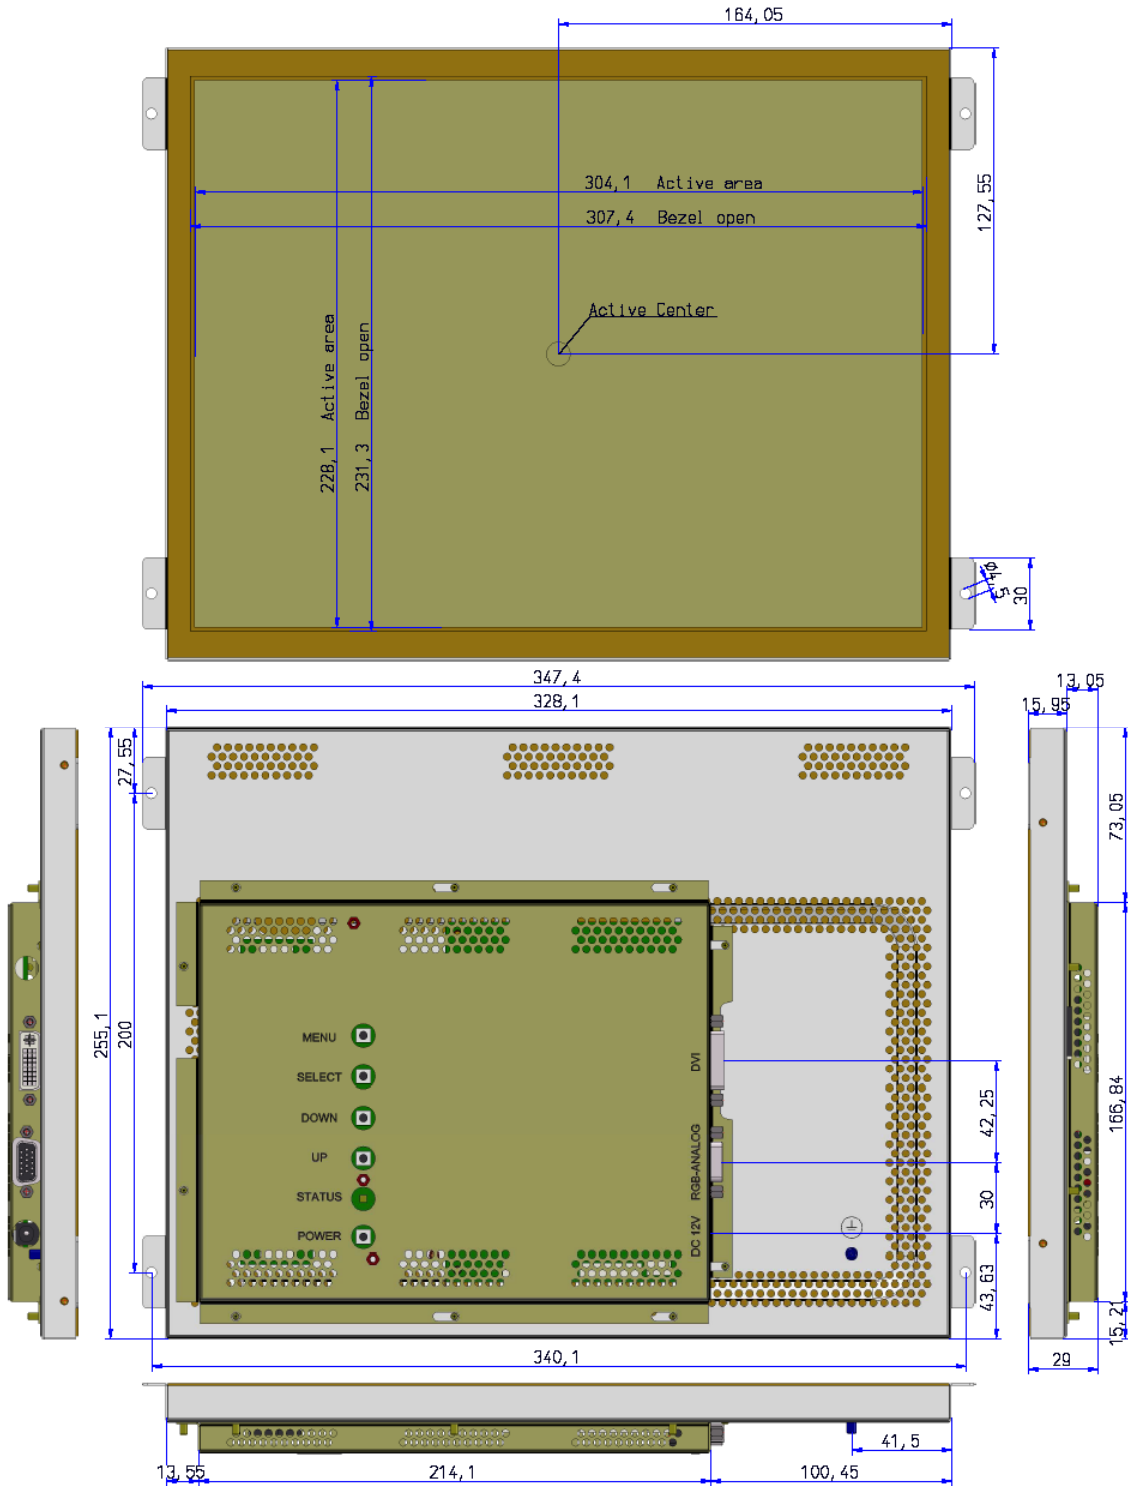 164,05
127,55
304,1 Active area
307,4 Bezel open
Active Center
228,1 Active area
231,3 Bezel open
ϕ4,5
30
347,4
328,1
13,05
15,95
27,55
73,05
255,1
200
MENU
SELECT
DOWN
UP
STATUS
POWER
DVI
RGB-ANALOG
DC 12V
42,25
30
43,63
166,84
15,21
340,1
29
41,5
13,55
214,1
100,45